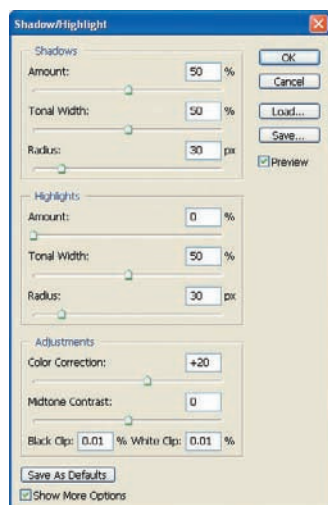 Shadow/Highlight
Shadows
Amount: 50 %
Tonal Width: 50 %
Radius: 30 px
Highlights
Amount: 0 %
Tonal Width: 50 %
Radius: 30 px
Adjustments
Color Correction: +20
Midtone Contrast: 0
Black Clip: 0.01 % White Clip: 0.01 %
Save As Defaults
Show More Options
OK
Cancel
Load...
Save...
Preview